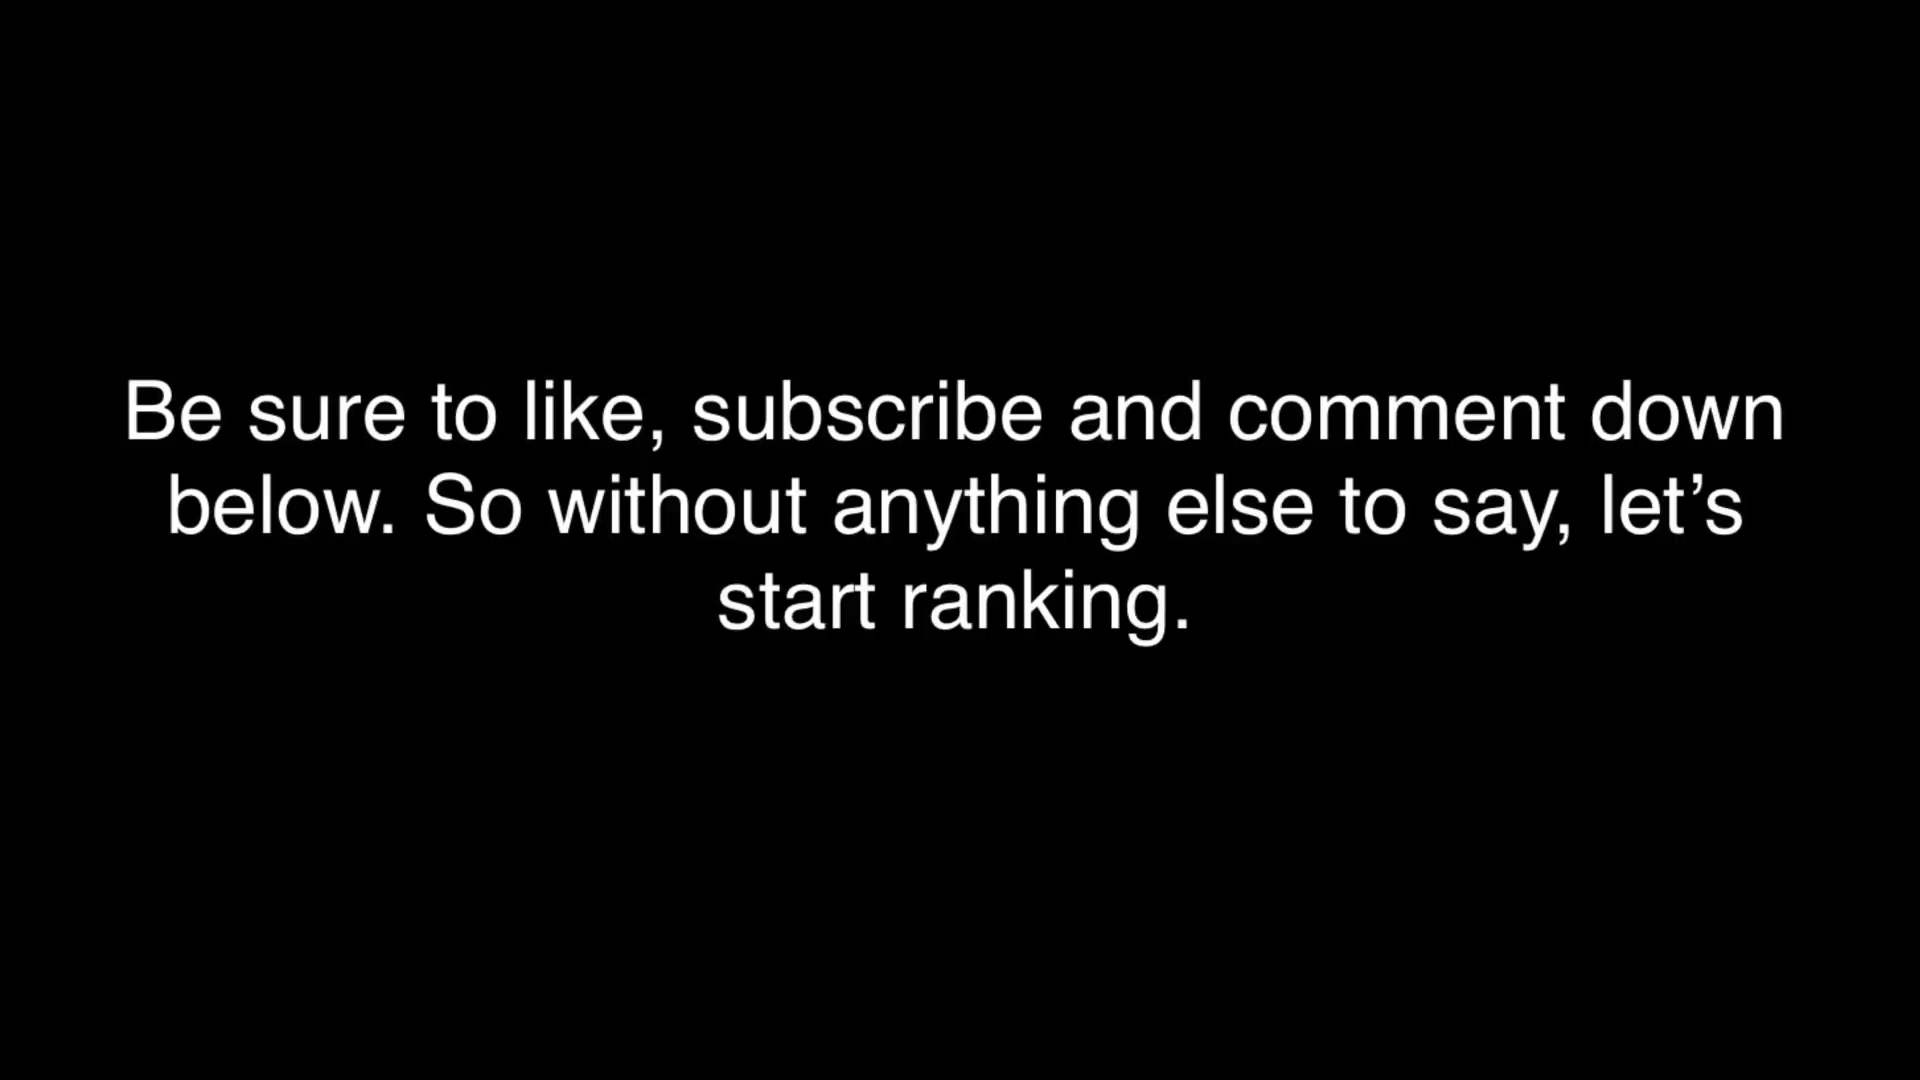 Be sure to like, subscribe and comment down
below. So without anything else to say, let’s
start ranking.